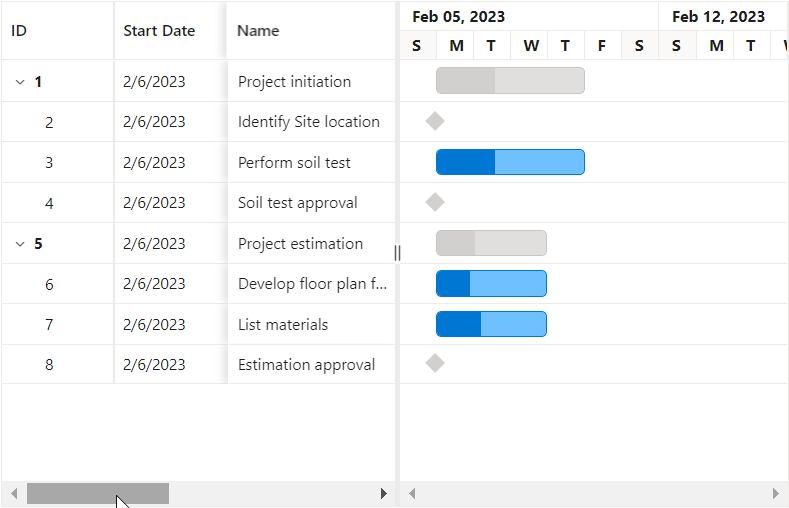 ID Start Date Name Feb 05, 2023 Feb 12, 2023
S M T W T F S S M T
1 2/6/2023 Project initiation
2 2/6/2023 Identify Site location
3 2/6/2023 Perform soil test
4 2/6/2023 Soil test approval
5 2/6/2023 Project estimation
6 2/6/2023 Develop floor plan f...
7 2/6/2023 List materials
8 2/6/2023 Estimation approval